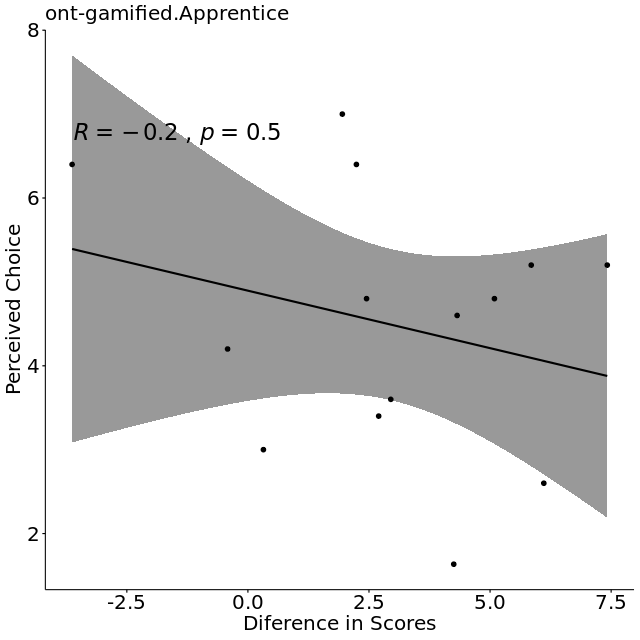 ont-gamified.Apprentice
8
R = −0.2 , p = 0.5
6
Perceived Choice
4
2
-2.5 0.0 2.5 5.0 7.5
Diference in Scores